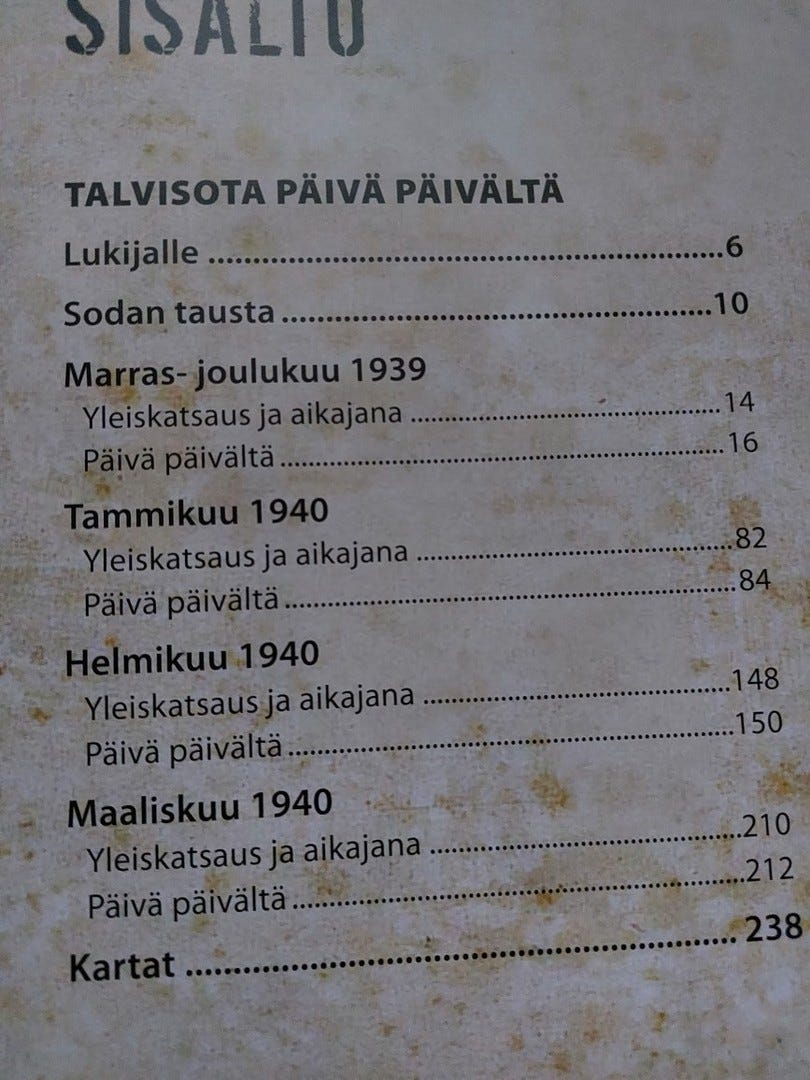 SISÄLTÖ
TALVISOTA PÄIVÄ PÄIVÄLTÄ
Lukijalle ..........................................................6
Sodan tausta ................................................10
Marras- joulukuu 1939
Yleiskatsaus ja aikajana ...................................14
Päivä päivältä ..................................................16
Tammikuu 1940
Yleiskatsaus ja aikajana ...................................82
Päivä päivältä ..................................................84
Helmikuu 1940
Yleiskatsaus ja aikajana ...................................148
Päivä päivältä ..................................................150
Maaliskuu 1940
Yleiskatsaus ja aikajana ...................................210
Päivä päivältä ..................................................212
Kartat ............................................................ 238